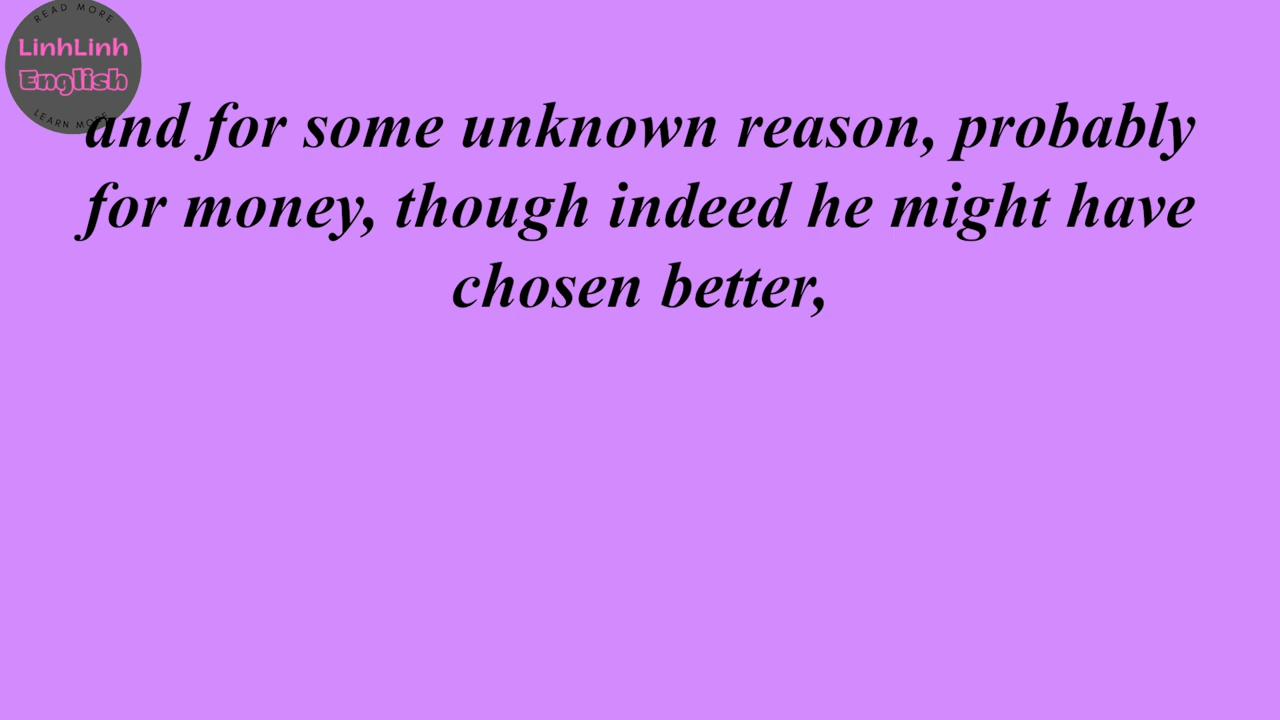 READ MORE
LinhLinh
English
LEARN MORE
and for some unknown reason, probably
for money, though indeed he might have
chosen better,